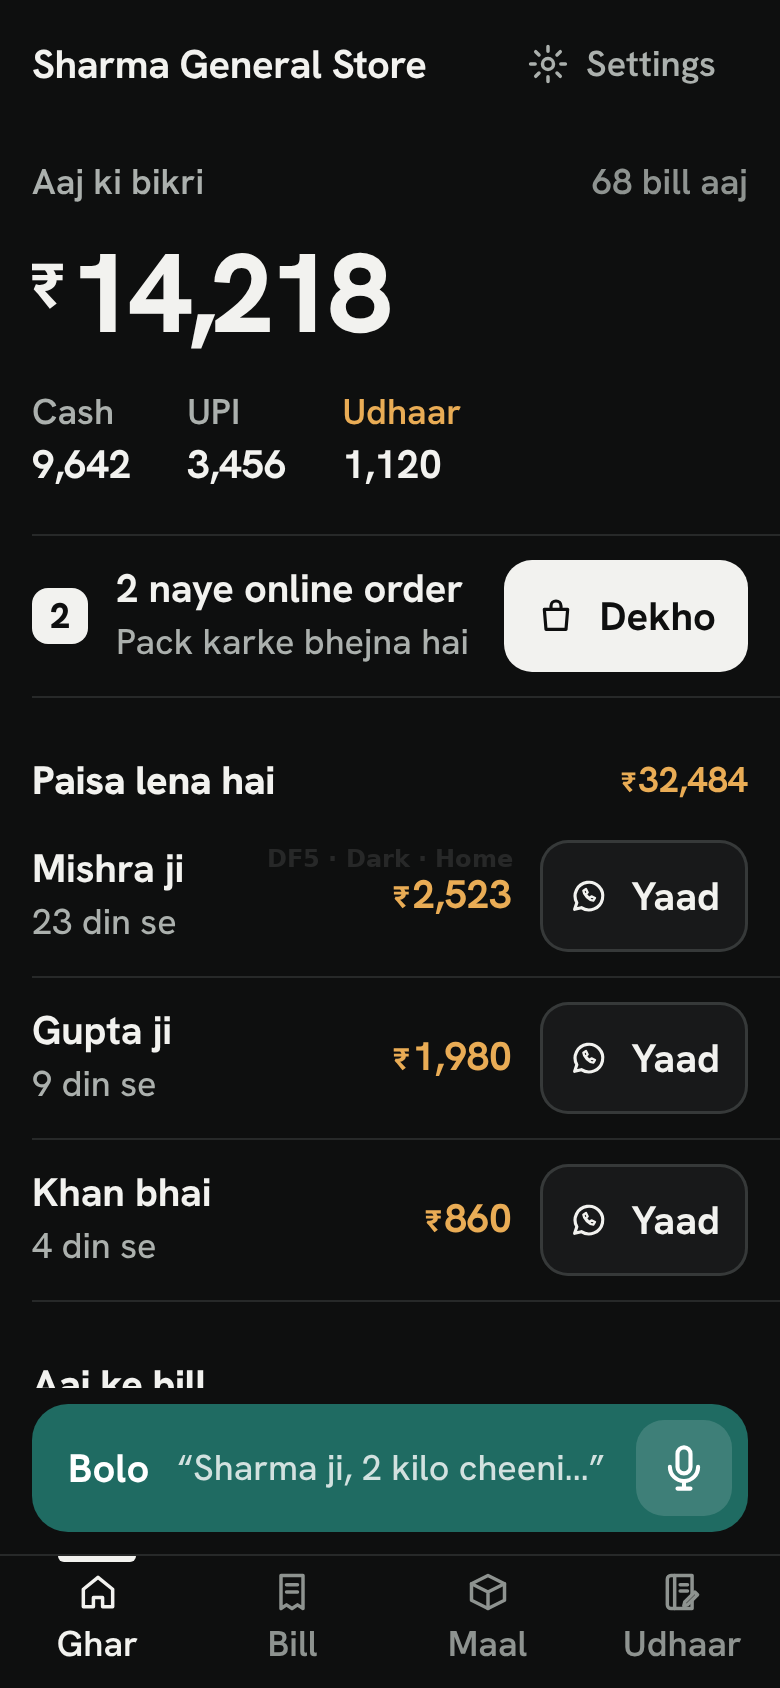 Sharma General Store
Settings
Aaj ki bikri
68 bill aaj
₹14,218
Cash UPI Udhaar
9,642 3,456 1,120
2
2 naye online order
Pack karke bhejna hai
Dekho
Paisa lena hai
₹32,484
DF5 · Dark · Home
Mishra ji
23 din se
₹2,523
Yaad
Gupta ji
9 din se
₹1,980
Yaad
Khan bhai
4 din se
₹860
Yaad
Aaj ke bill
Bolo “Sharma ji, 2 kilo cheeni...”
Ghar Bill Maal Udhaar